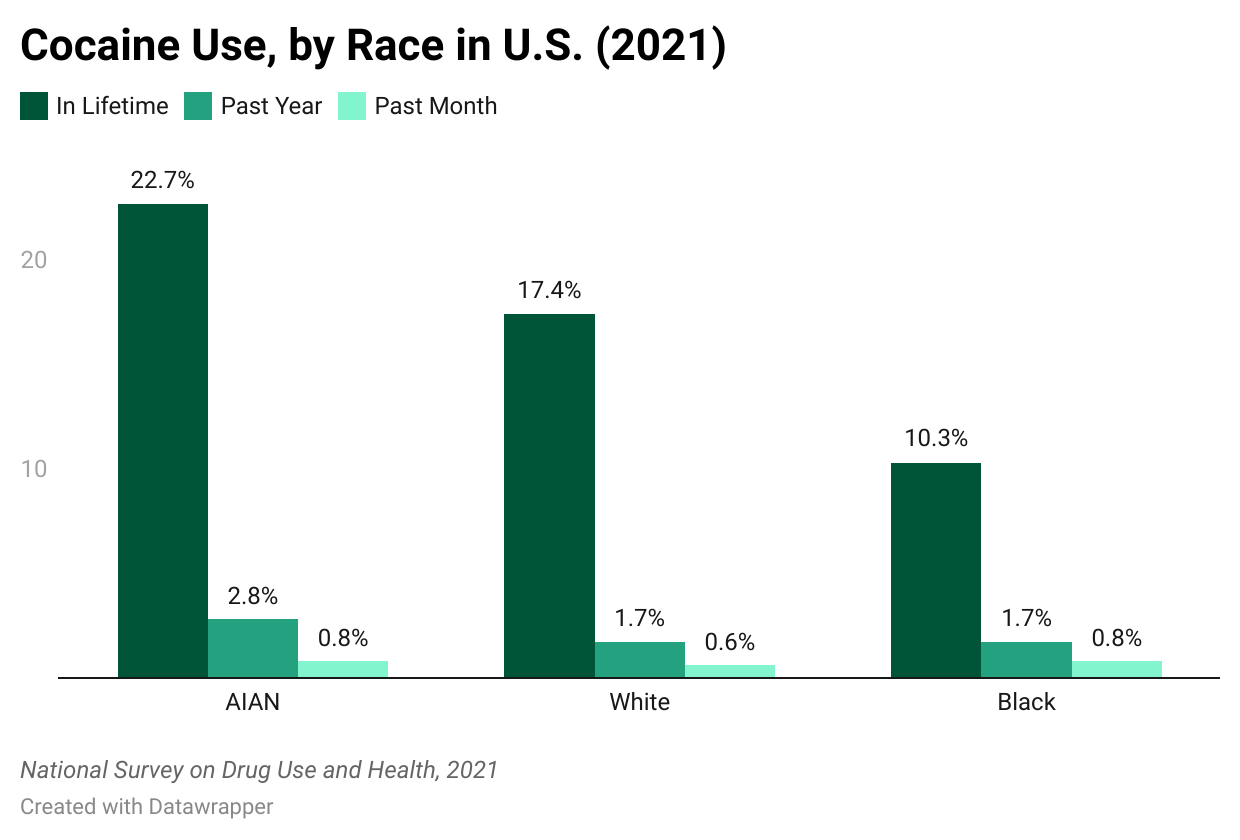 Cocaine Use, by Race in U.S. (2021)
In Lifetime Past Year Past Month
22.7%
20
17.4%
10.3%
10
2.8%
1.7% 1.7%
0.8% 0.6% 0.8%
AIAN White Black
National Survey on Drug Use and Health, 2021
Created with Datawrapper